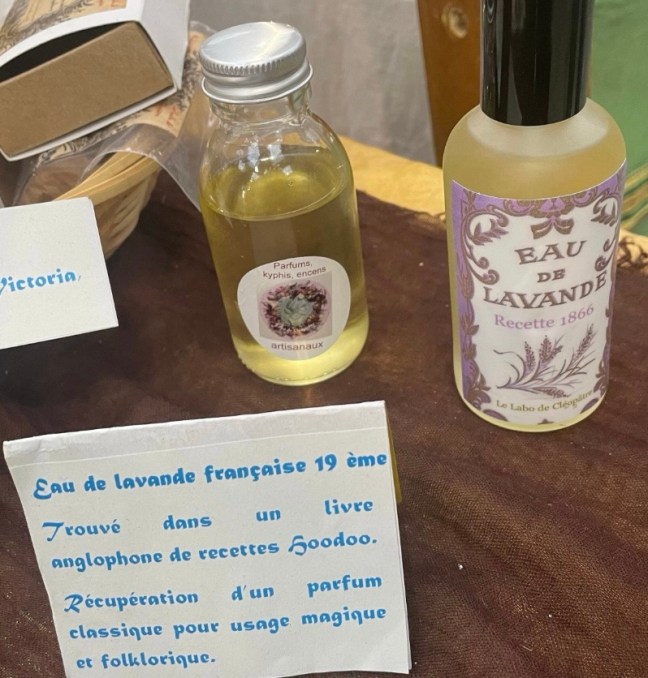 Victoria,
Parfums,
kyphis, encens
artisanaux
EAU
DE
LAVANDE
Recette 1866
Le Labo de Cléopâtre
Eau de lavande française 19 ème
Trouvé dans un livre
anglophone de recettes Hoodoo.
Récupération d'un parfum
classique pour usage magique
et folklorique.